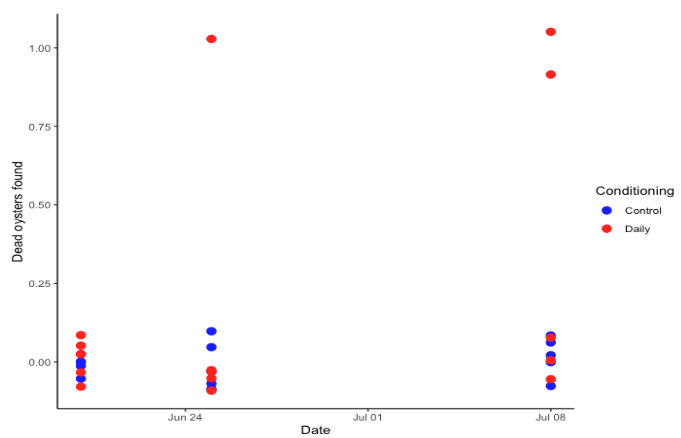 1.00
0.75
0.50
0.25
0.00
Dead oysters found
Jun 24
Jul 01
Jul 08
Date
Conditioning
Control
Daily